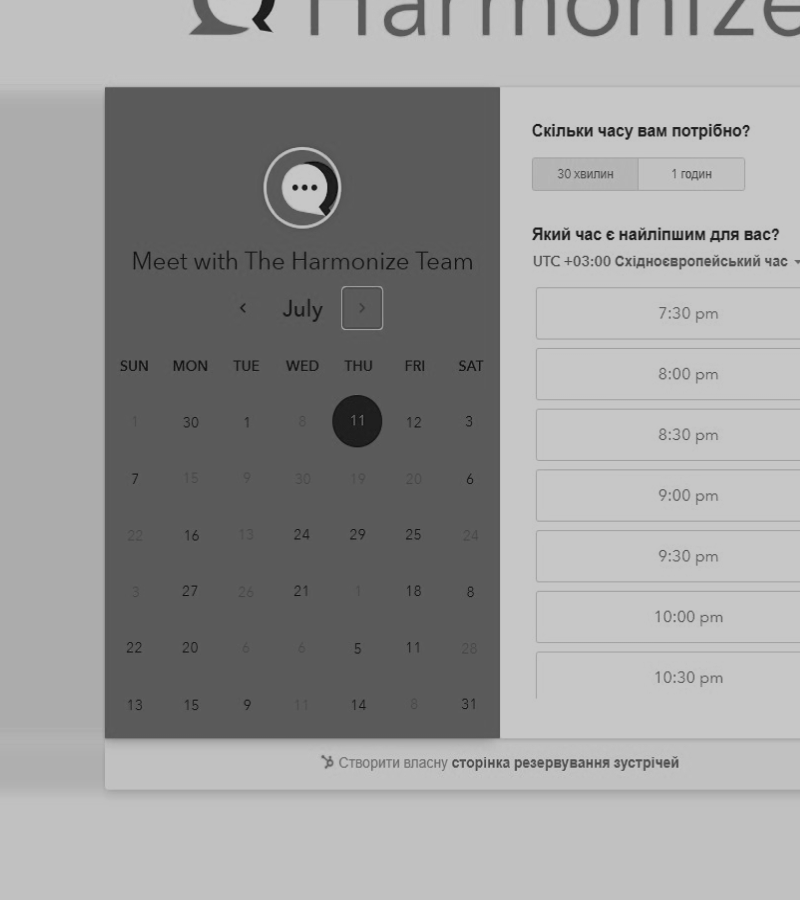 Harmonize
Meet with The Harmonize Team
July
SUN MON TUE WED THU FRI SAT
1 30 1 8 11 12 3
7 15 9 30 19 20 6
22 16 13 24 29 25 24
3 27 26 21 1 18 8
22 20 6 6 5 11 28
13 15 9 11 14 8 31
Скільки часу вам потрібно?
30 хвилин 1 годин
Який час є найліпшим для вас?
UTC +03:00 Східноєвропейський час
7:30 pm
8:00 pm
8:30 pm
9:00 pm
9:30 pm
10:00 pm
10:30 pm
Створити власну сторінка резервування зустрічей